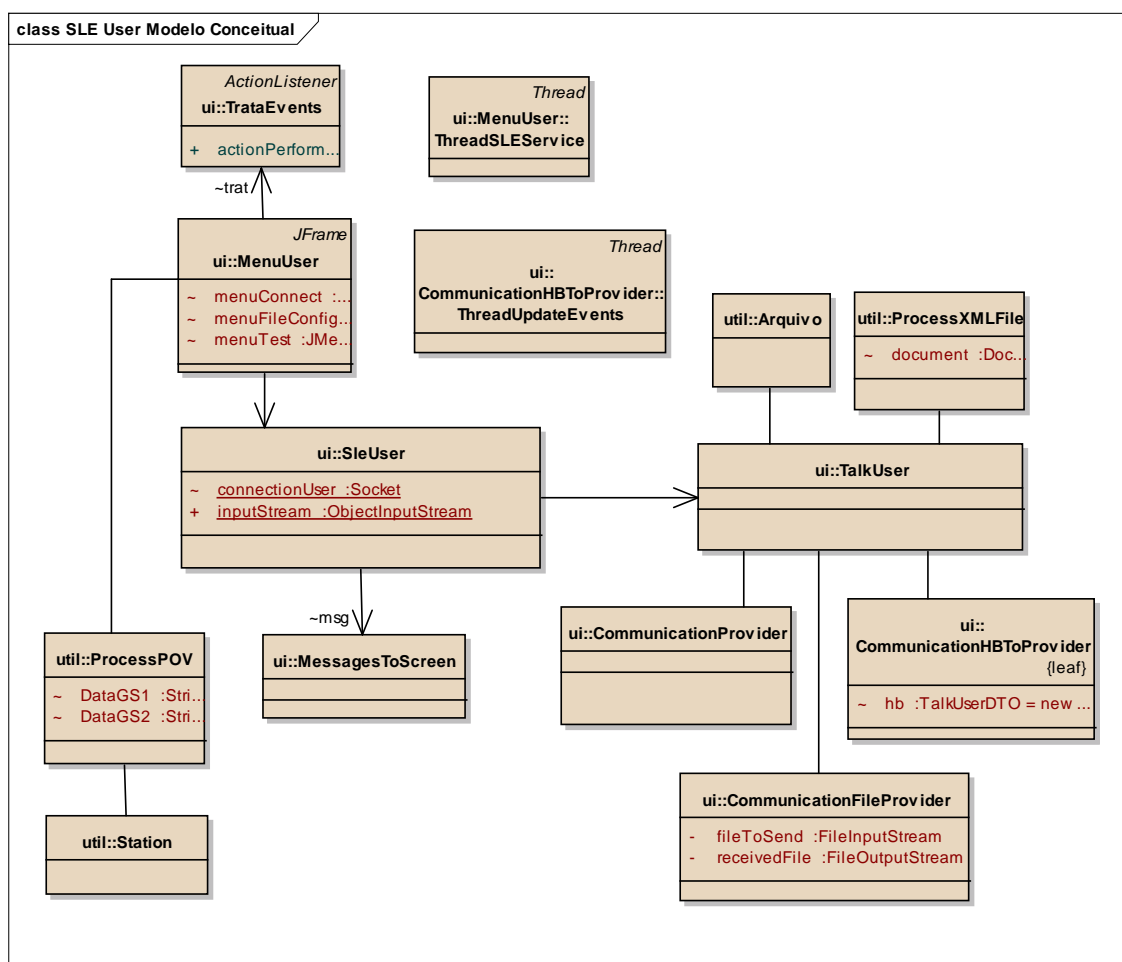 class SLE User Modelo Conceitual
ActionListener
ui::TrataEvents
+ actionPerform...
Thread
ui::MenuUser::
ThreadSLEService
~trat
JFrame
ui::MenuUser
~ menuConnect :...
~ menuFileConfig...
~ menuTest :JMe...
Thread
ui::
CommunicationHBToProvider::
ThreadUpdateEvents
util::Arquivo
util::ProcessXMLFile
~ document :Doc...
ui::SleUser
~ connectionUser :Socket
+ inputStream :ObjectInputStream
ui::TalkUser
~msg
ui::MessagesToScreen
ui::CommunicationProvider
ui::
CommunicationHBToProvider
{leaf}
~ hb :TalkUserDTO = new ...
util::ProcessPOV
~ DataGS1 :Stri...
~ DataGS2 :Stri...
util::Station
ui::CommunicationFileProvider
- fileToSend :FileInputStream
- receivedFile :FileOutputStream